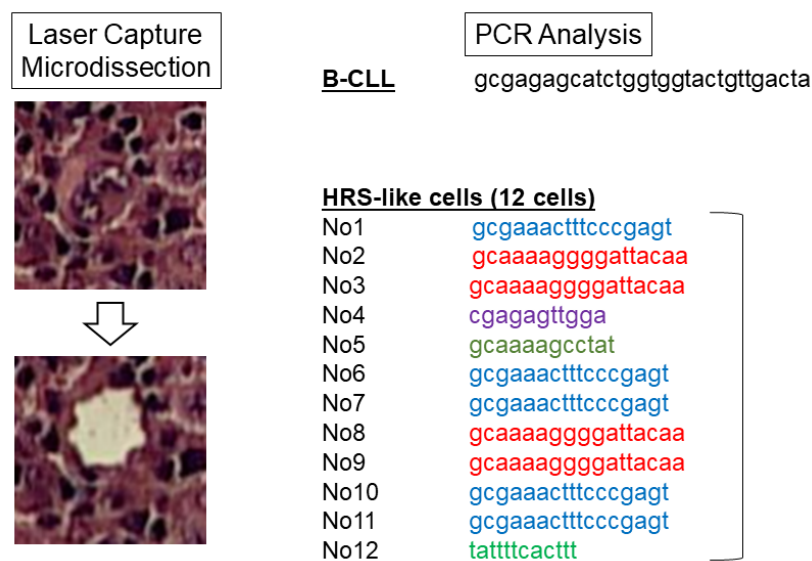 Laser Capture
Microdissection
PCR Analysis
B-CLL gcgagagcatctggtggtactgttgacta
HRS-like cells (12 cells)
No1 gcgaaactttcccgagt
No2 gcaaaaggggattacaa
No3 gcaaaaggggattacaa
No4 cgagagttgga
No5 gcaaaagcctat
No6 gcgaaactttcccgagt
No7 gcgaaactttcccgagt
No8 gcaaaaggggattacaa
No9 gcaaaaggggattacaa
No10 gcgaaactttcccgagt
No11 gcgaaactttcccgagt
No12 tattttcacttt